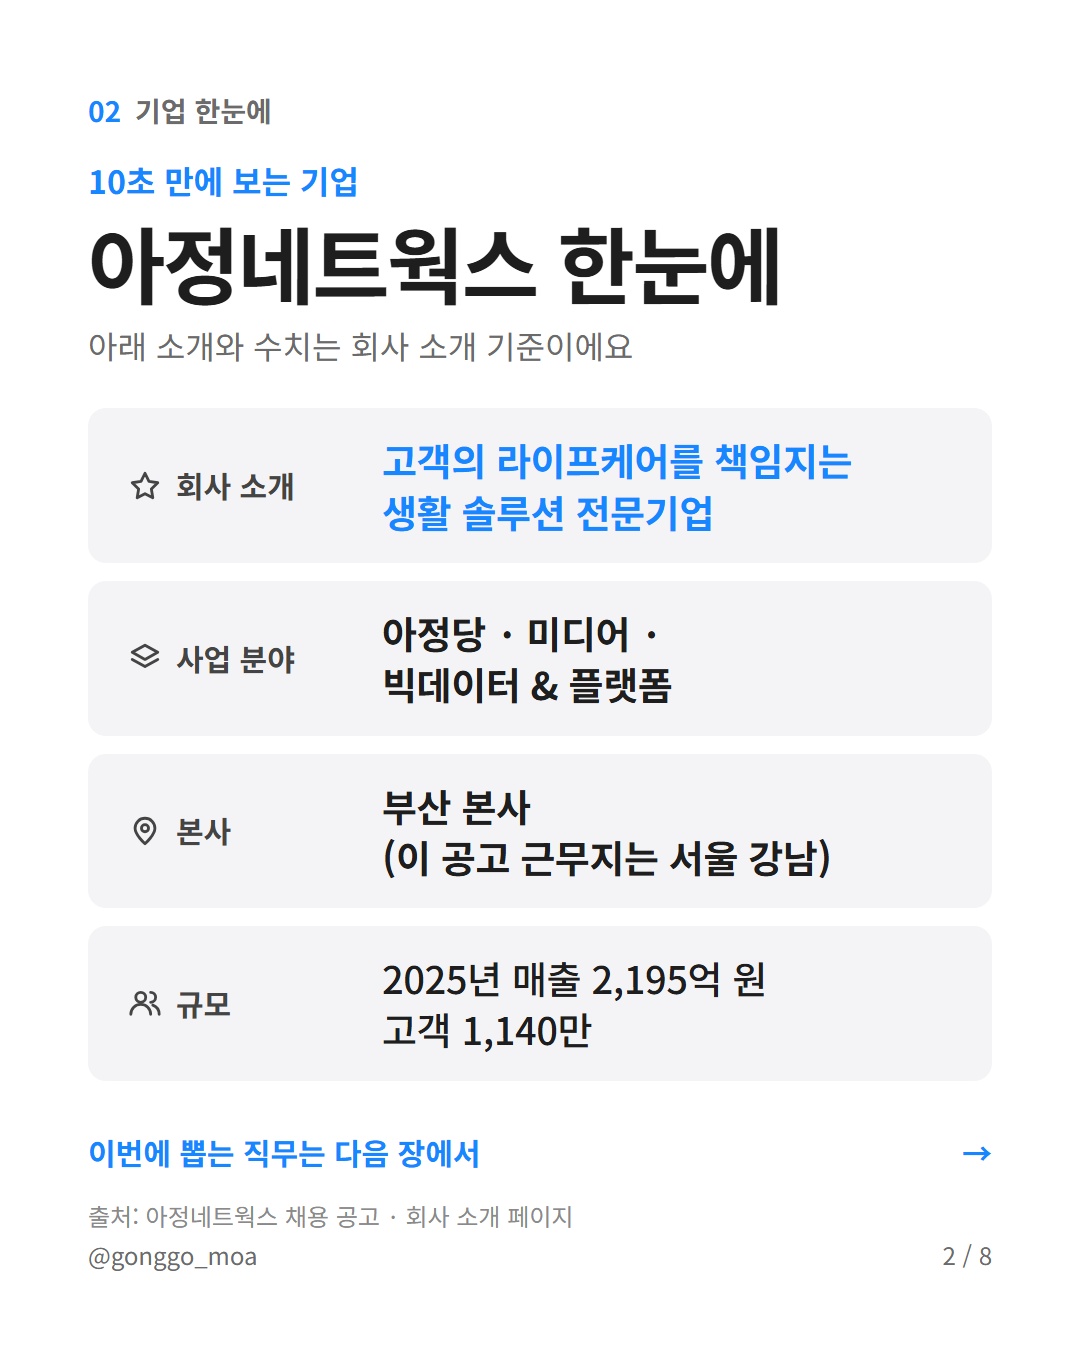 02 기업 한눈에
10초 만에 보는 기업
아정네트웍스 한눈에
아래 소개와 수치는 회사 소개 기준이에요
회사 소개
고객의 라이프케어를 책임지는
생활 솔루션 전문기업
사업 분야
아정당 · 미디어 ·
빅데이터 & 플랫폼
본사
부산 본사
(이 공고 근무지는 서울 강남)
규모
2025년 매출 2,195억 원
고객 1,140만
이번에 뽑는 직무는 다음 장에서 →
출처: 아정네트웍스 채용 공고 · 회사 소개 페이지
@gonggo_moa
2 / 8